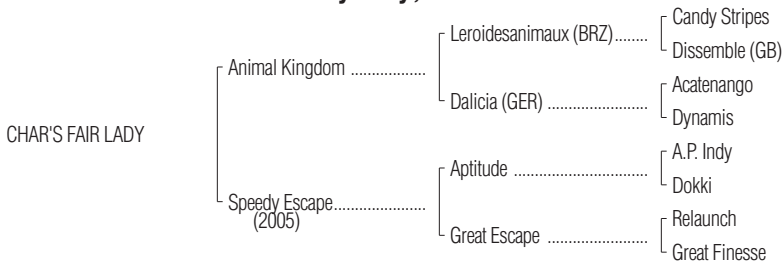 Candy Stripes
Leroidesanimaux (BRZ)........
Dissemble (GB)
Animal Kingdom ..................
Acatenango
Dalicia (GER) ........................
Dynamis
CHAR'S FAIR LADY
A.P. Indy
Aptitude ................................
Dokki
Speedy Escape......................
(2005)
Relaunch
Great Escape ........................
Great Finesse